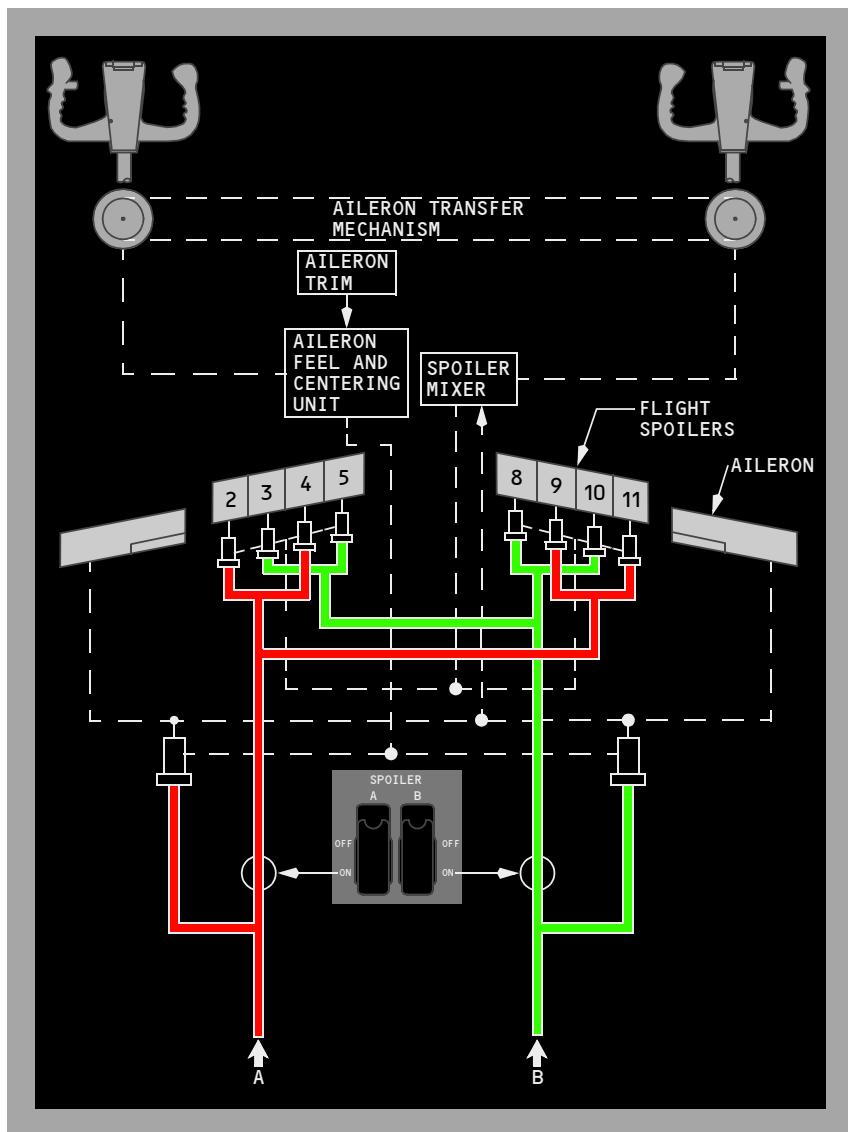 AILERON TRANSFER
MECHANISM
AILERON
TRIM
AILERON
FEEL AND
CENTERING
UNIT
SPOILER
MIXER
FLIGHT
SPOILERS
AILERON
2 3 4 5
8 9 10 11
SPOILER
A B
OFF OFF
ON ON
A B